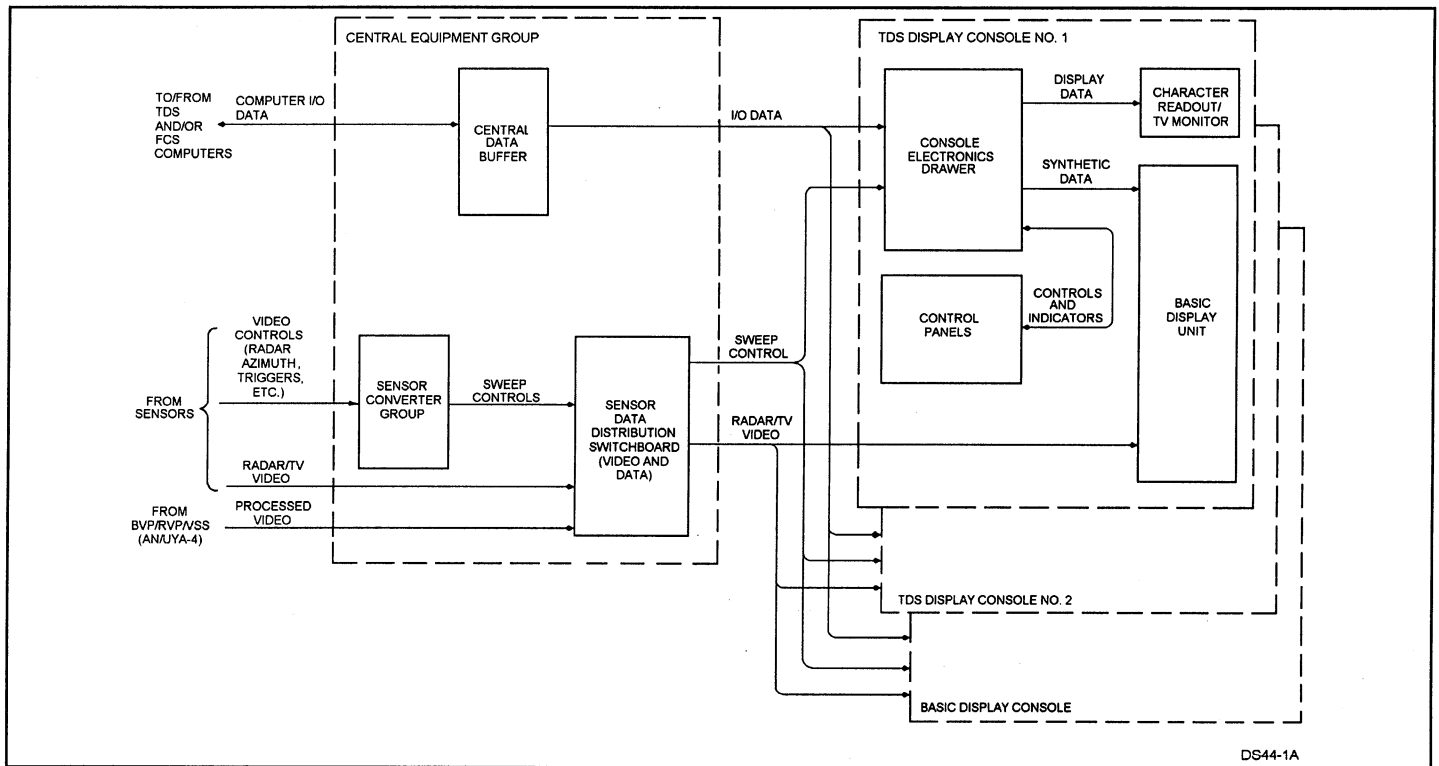 CENTRAL EQUIPMENT GROUP
TO/FROM
TDS
AND/OR
FCS
COMPUTERS
COMPUTER I/O
DATA
CENTRAL
DATA
BUFFER
I/O DATA
VIDEO
CONTROLS
(RADAR
AZIMUTH,
TRIGGERS,
ETC.)
FROM
SENSORS
SENSOR
CONVERTER
GROUP
SWEEP
CONTROLS
SENSOR
DATA
DISTRIBUTION
SWITCHBOARD
(VIDEO AND
DATA)
RADAR/TV
VIDEO
FROM
BVP/RVP/VSS
(AN/UYA-4)
PROCESSED
VIDEO
SWEEP
CONTROL
RADAR/TV
VIDEO
TDS DISPLAY CONSOLE NO. 1
CONSOLE
ELECTRONICS
DRAWER
DISPLAY
DATA
CHARACTER
READOUT/
TV MONITOR
SYNTHETIC
DATA
CONTROL
PANELS
CONTROLS
AND
INDICATORS
BASIC
DISPLAY
UNIT
TDS DISPLAY CONSOLE NO. 2
BASIC DISPLAY CONSOLE
DS44-1A